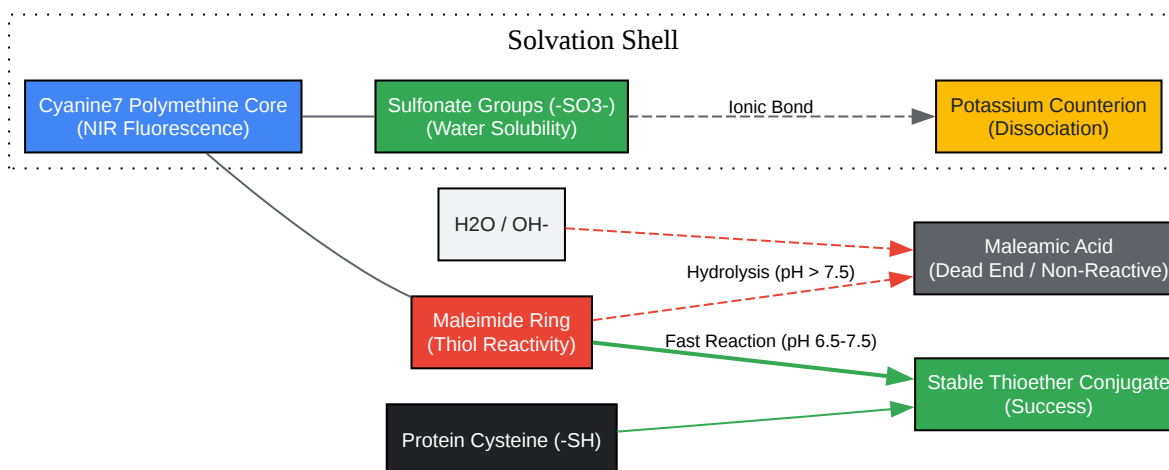 Solvation Shell
Cyanine7 Polymethine Core
(NIR Fluorescence)
Sulfonate Groups (-SO3-)
(Water Solubility)
Ionic Bond
Potassium Counterion
(Dissociation)
H2O / OH-
Maleamic Acid
(Dead End / Non-Reactive)
Hydrolysis (pH > 7.5)
Maleimide Ring
(Thiol Reactivity)
Fast Reaction (pH 6.5-7.5)
Stable Thioether Conjugate
(Success)
Protein Cysteine (-SH)